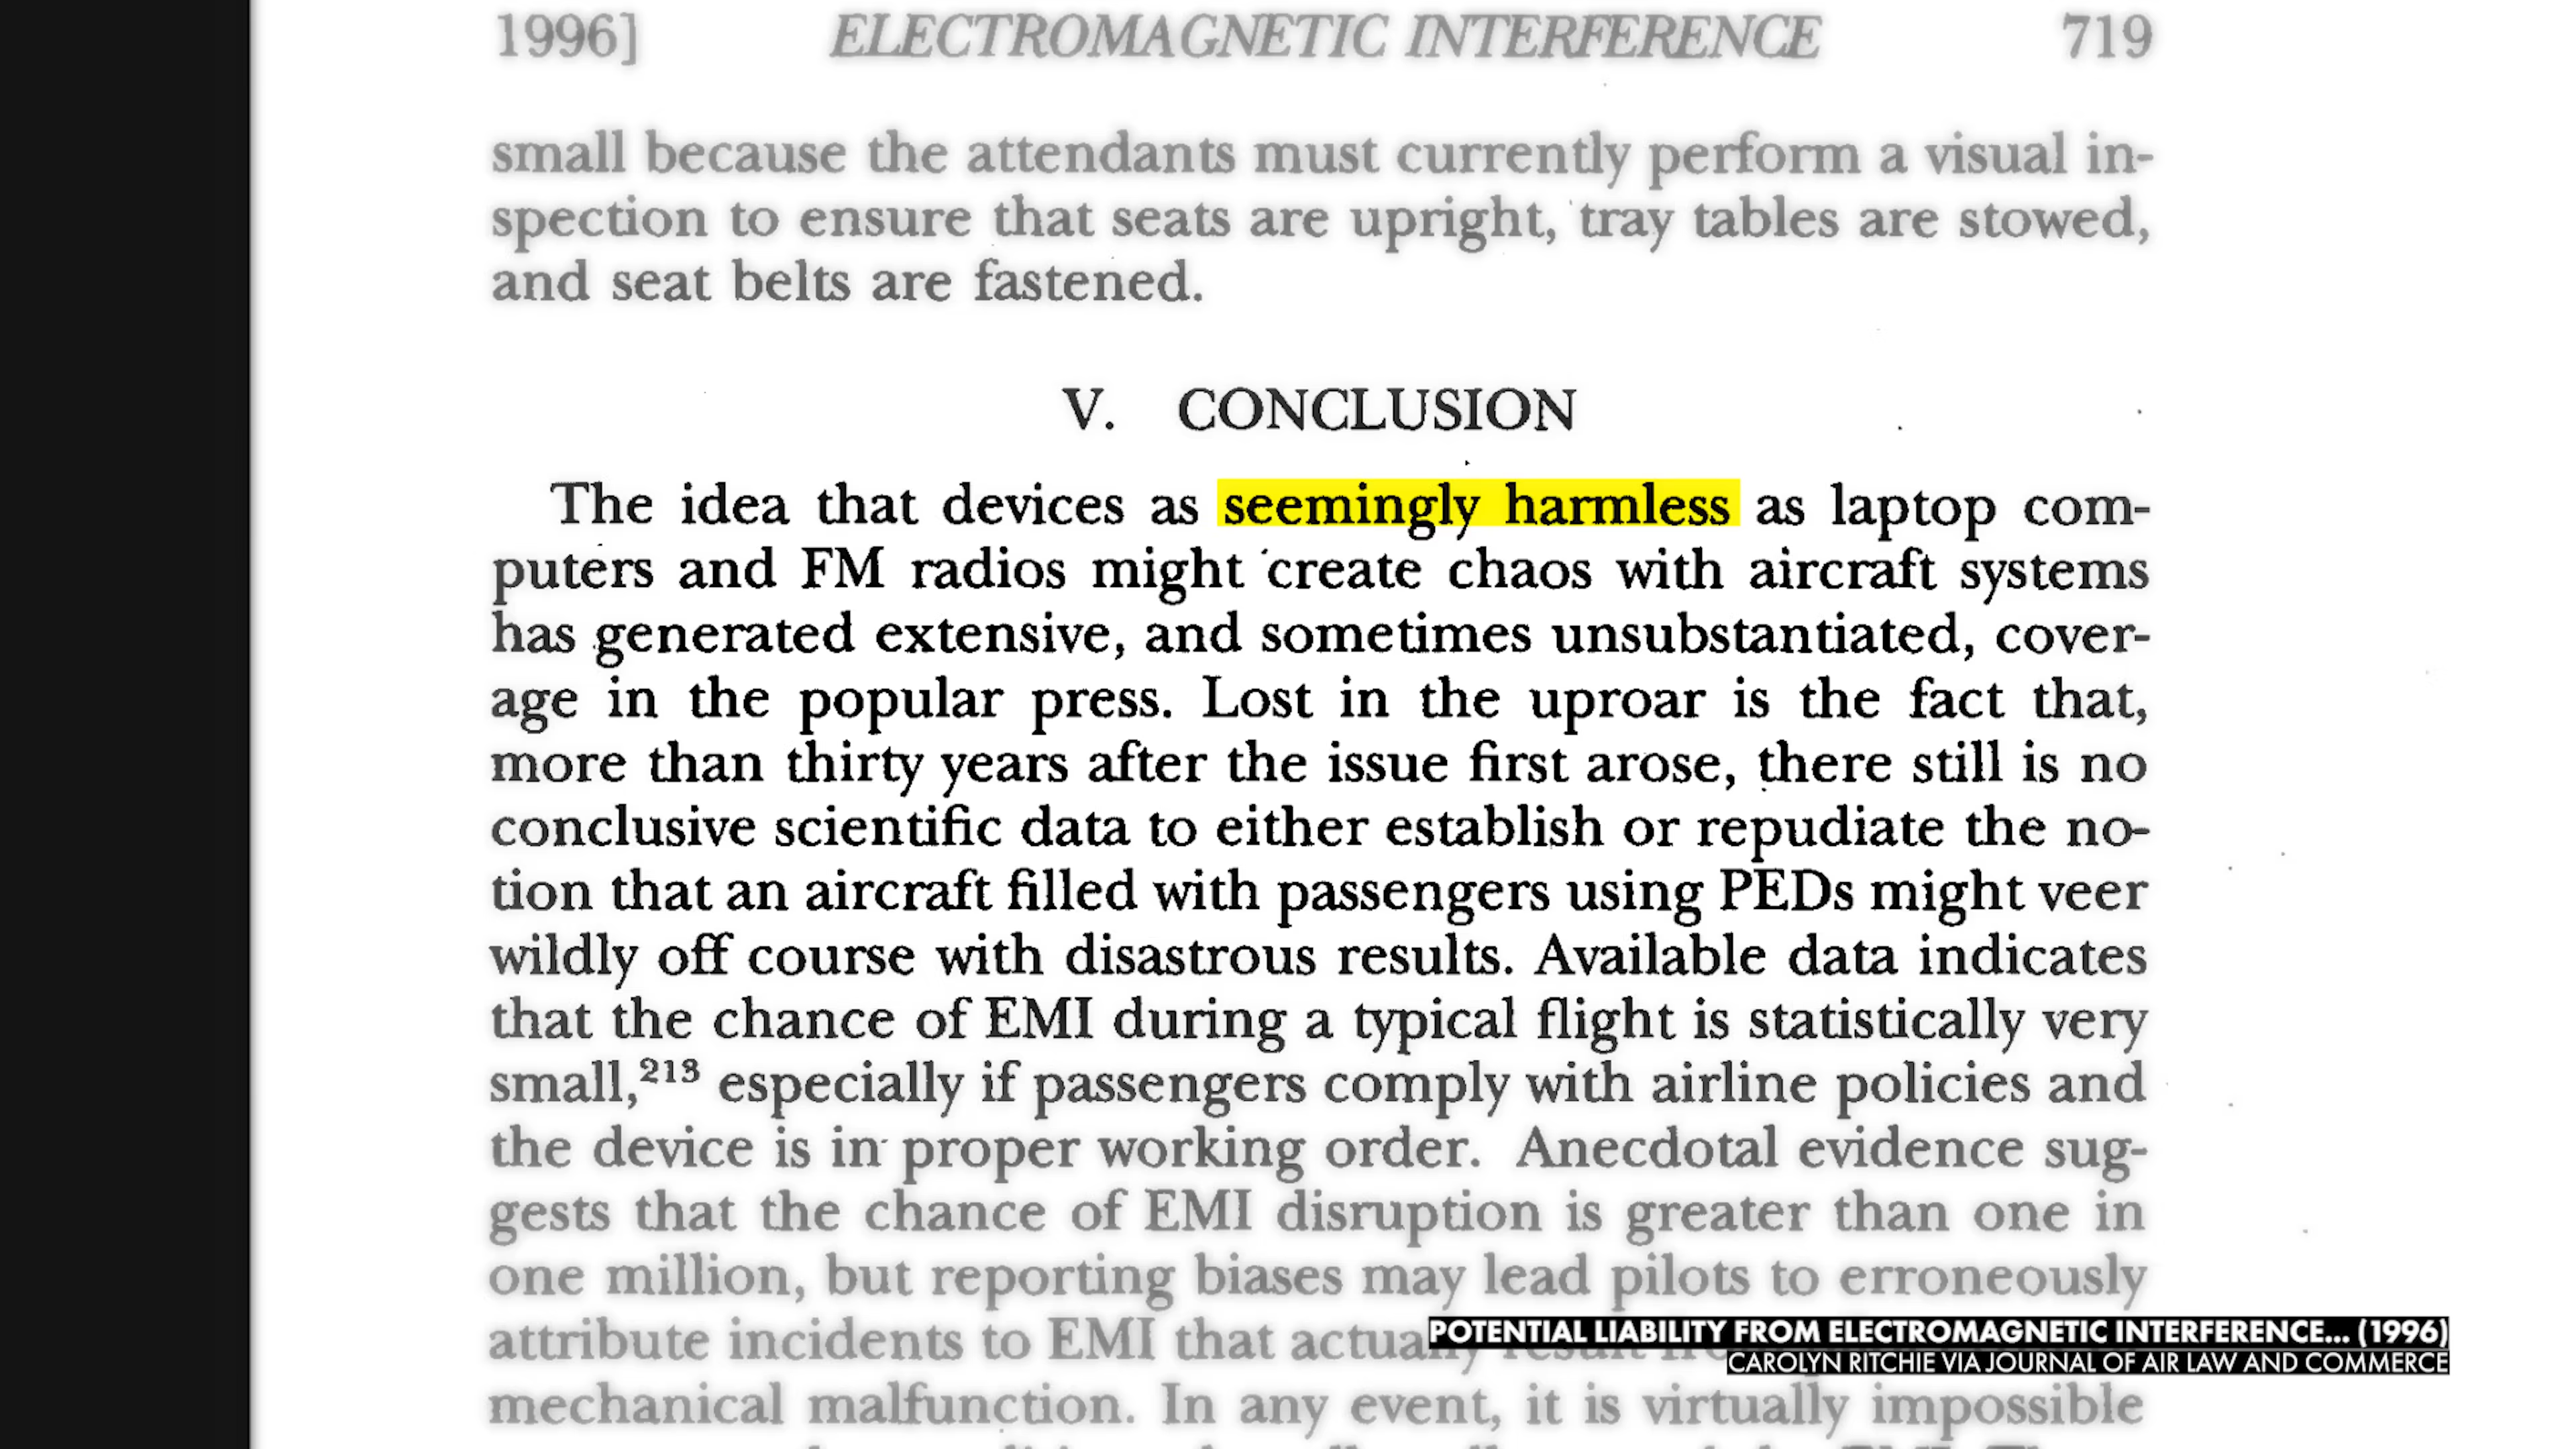 1996] ELECTROMAGNETIC INTERFERENCE 719
small because the attendants must currently perform a visual in-
spection to ensure that seats are upright, tray tables are stowed,
and seat belts are fastened.
V. CONCLUSION
The idea that devices as seemingly harmless as laptop com-
puters and FM radios might create chaos with aircraft systems
has generated extensive, and sometimes unsubstantiated, cover-
age in the popular press. Lost in the uproar is the fact that,
more than thirty years after the issue first arose, there still is no
conclusive scientific data to either establish or repudiate the no-
tion that an aircraft filled with passengers using PEDs might veer
wildly off course with disastrous results. Available data indicates
that the chance of EMI during a typical flight is statistically very
small,²¹³ especially if passengers comply with airline policies and
the device is in proper working order. Anecdotal evidence sug-
gests that the chance of EMI disruption is greater than one in
one million, but reporting biases may lead pilots to erroneously
attribute incidents to EMI that
mechanical malfunction. In any event, it is virtually impossible
POTENTIAL LIABILITY FROM ELECTROMAGNETIC INTERFERENCE... (1996)
CAROLYN RITCHIE VIA JOURNAL OF AIR LAW AND COMMERCE